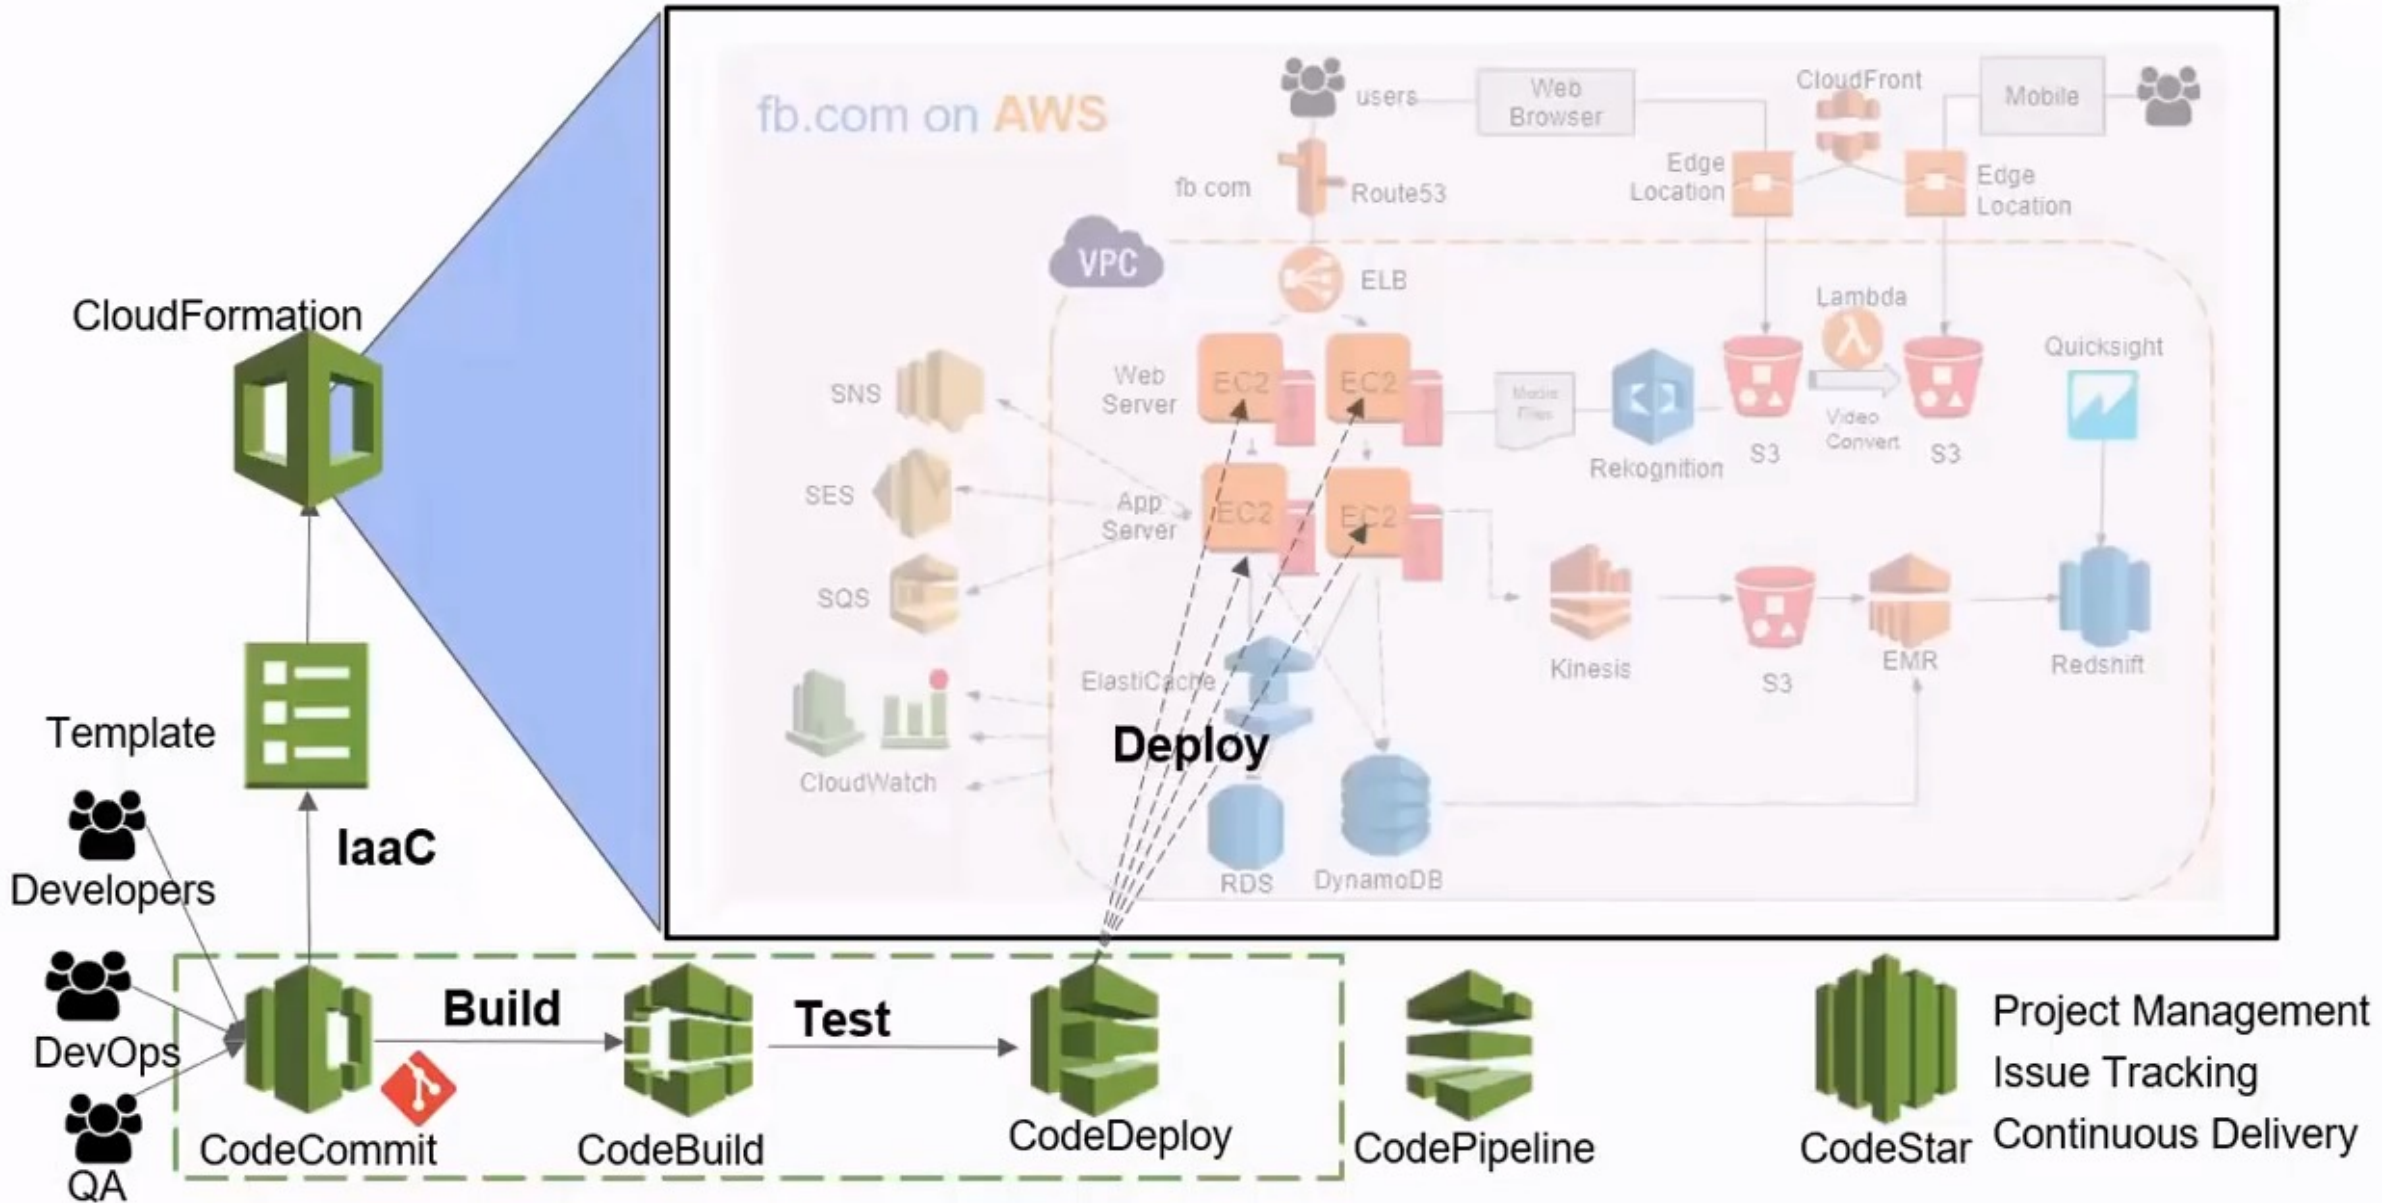 fb.com on AWS
users
Web
Browser
CloudFront
Mobile
Edge
Location
Edge
Location
fb.com
Route53
VPC
ELB
CloudFormation
Lambda
Quicksight
SNS
Web
Server
EC2
EC2
Media
Files
Video
Convert
S3
S3
Rekognition
SES
App
Server
EC2
EC2
SQS
Kinesis
S3
EMR
Redshift
ElastiCache
Template
Deploy
CloudWatch
IaaC
Developers
RDS
DynamoDB
DevOps
Build
Test
CodeCommit
CodeBuild
CodeDeploy
CodePipeline
CodeStar
Project Management
Issue Tracking
Continuous Delivery
QA